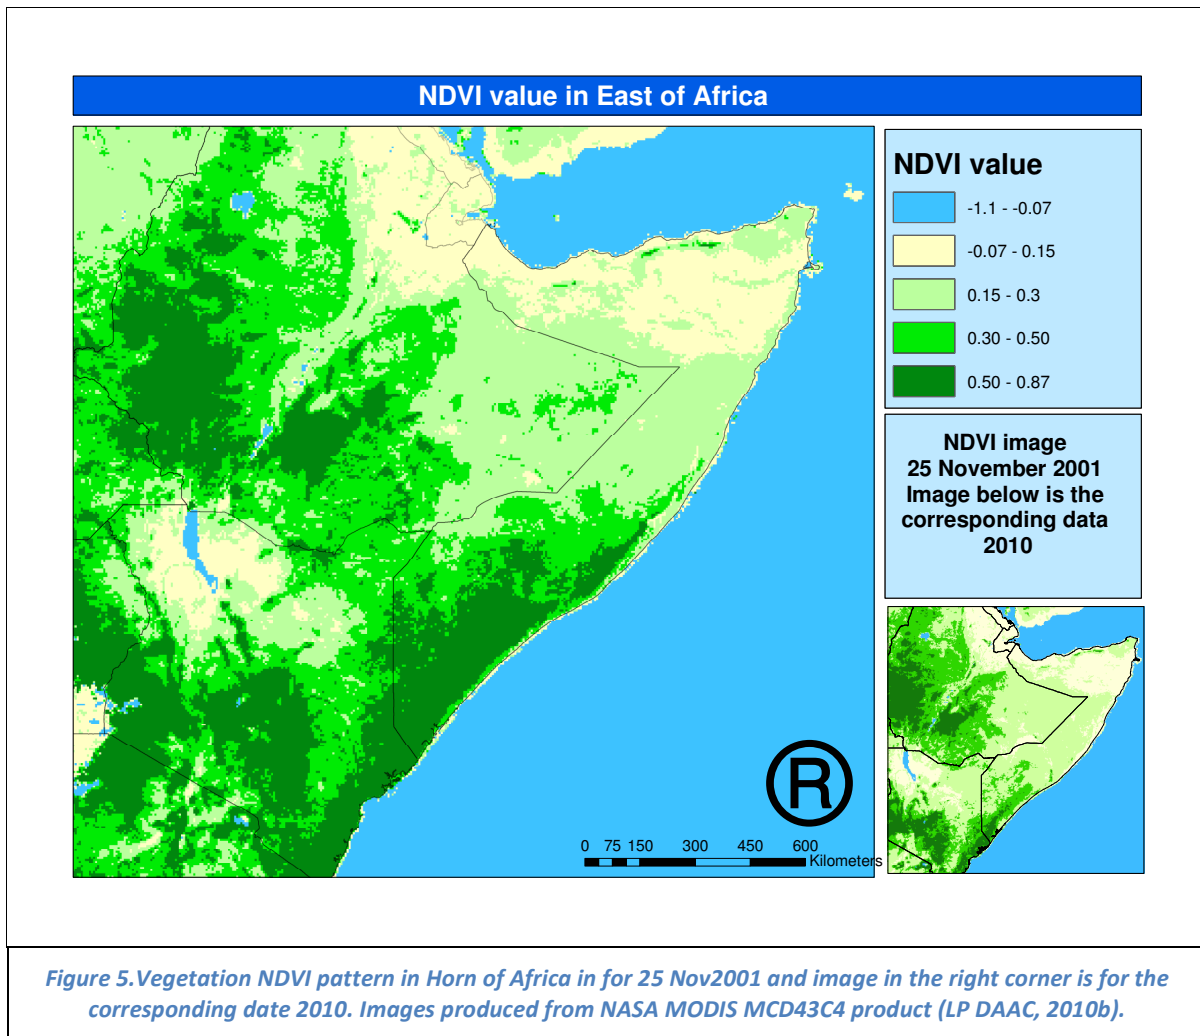 NDVI value in East of Africa
NDVI value
-1.1 - -0.07
-0.07 - 0.15
0.15 - 0.3
0.30 - 0.50
0.50 - 0.87
NDVI image
25 November 2001
Image below is the
corresponding data
2010
®
0 75 150 300 450 600
Kilometers
Figure 5.Vegetation NDVI pattern in Horn of Africa in for 25 Nov2001 and image in the right corner is for the
corresponding date 2010. Images produced from NASA MODIS MCD43C4 product (LP DAAC, 2010b).